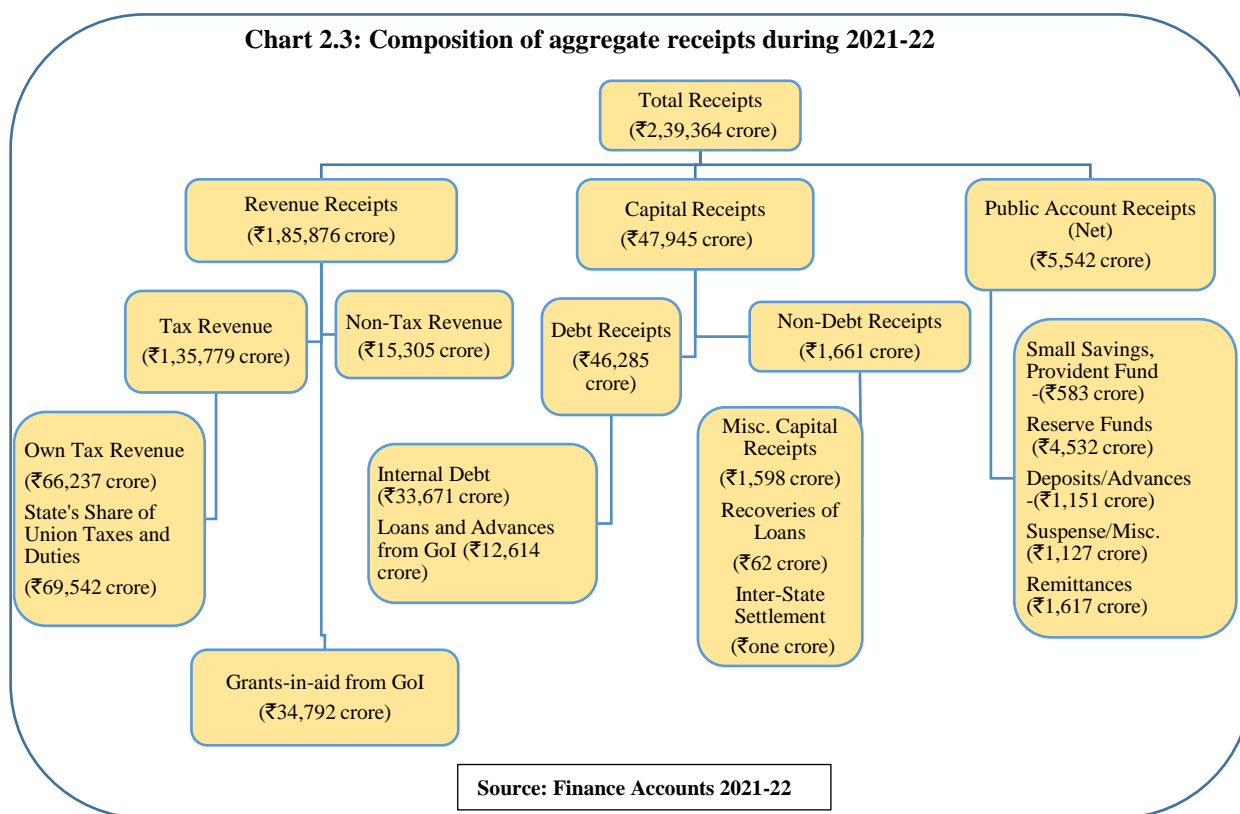 Chart 2.3: Composition of aggregate receipts during 2021-22
Total Receipts
(₹2,39,364 crore)
Revenue Receipts
(₹1,85,876 crore)
Capital Receipts
(₹47,945 crore)
Public Account Receipts
(Net)
(₹5,542 crore)
Tax Revenue
(₹1,35,779 crore)
Non-Tax Revenue
(₹15,305 crore)
Debt Receipts
(₹46,285
crore)
Non-Debt Receipts
(₹1,661 crore)
Own Tax Revenue
(₹66,237 crore)
State's Share of
Union Taxes and
Duties
(₹69,542 crore)
Internal Debt
(₹33,671 crore)
Loans and Advances
from GoI (₹12,614
crore)
Misc. Capital
Receipts
(₹1,598 crore)
Recoveries of
Loans
(₹62 crore)
Inter-State
Settlement
(₹one crore)
Small Savings,
Provident Fund
-(₹583 crore)
Reserve Funds
(₹4,532 crore)
Deposits/Advances
-(₹1,151 crore)
Suspense/Misc.
(₹1,127 crore)
Remittances
(₹1,617 crore)
Grants-in-aid from GoI
(₹34,792 crore)
Source: Finance Accounts 2021-22